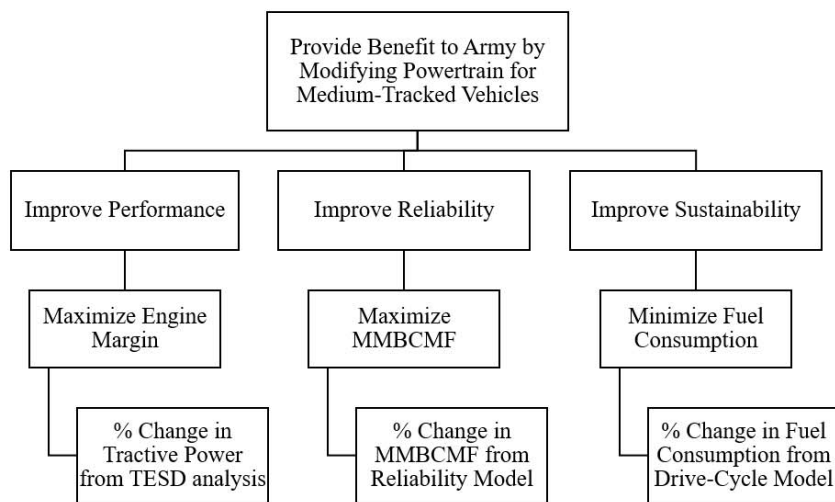 Provide Benefit to Army by
Modifying Powertrain for
Medium-Tracked Vehicles
Improve Performance
Improve Reliability
Improve Sustainability
Maximize Engine
Margin
Maximize
MMBCMF
Minimize Fuel
Consumption
% Change in
Tractive Power
from TESD analysis
% Change in
MMBCMF from
Reliability Model
% Change in Fuel
Consumption from
Drive-Cycle Model